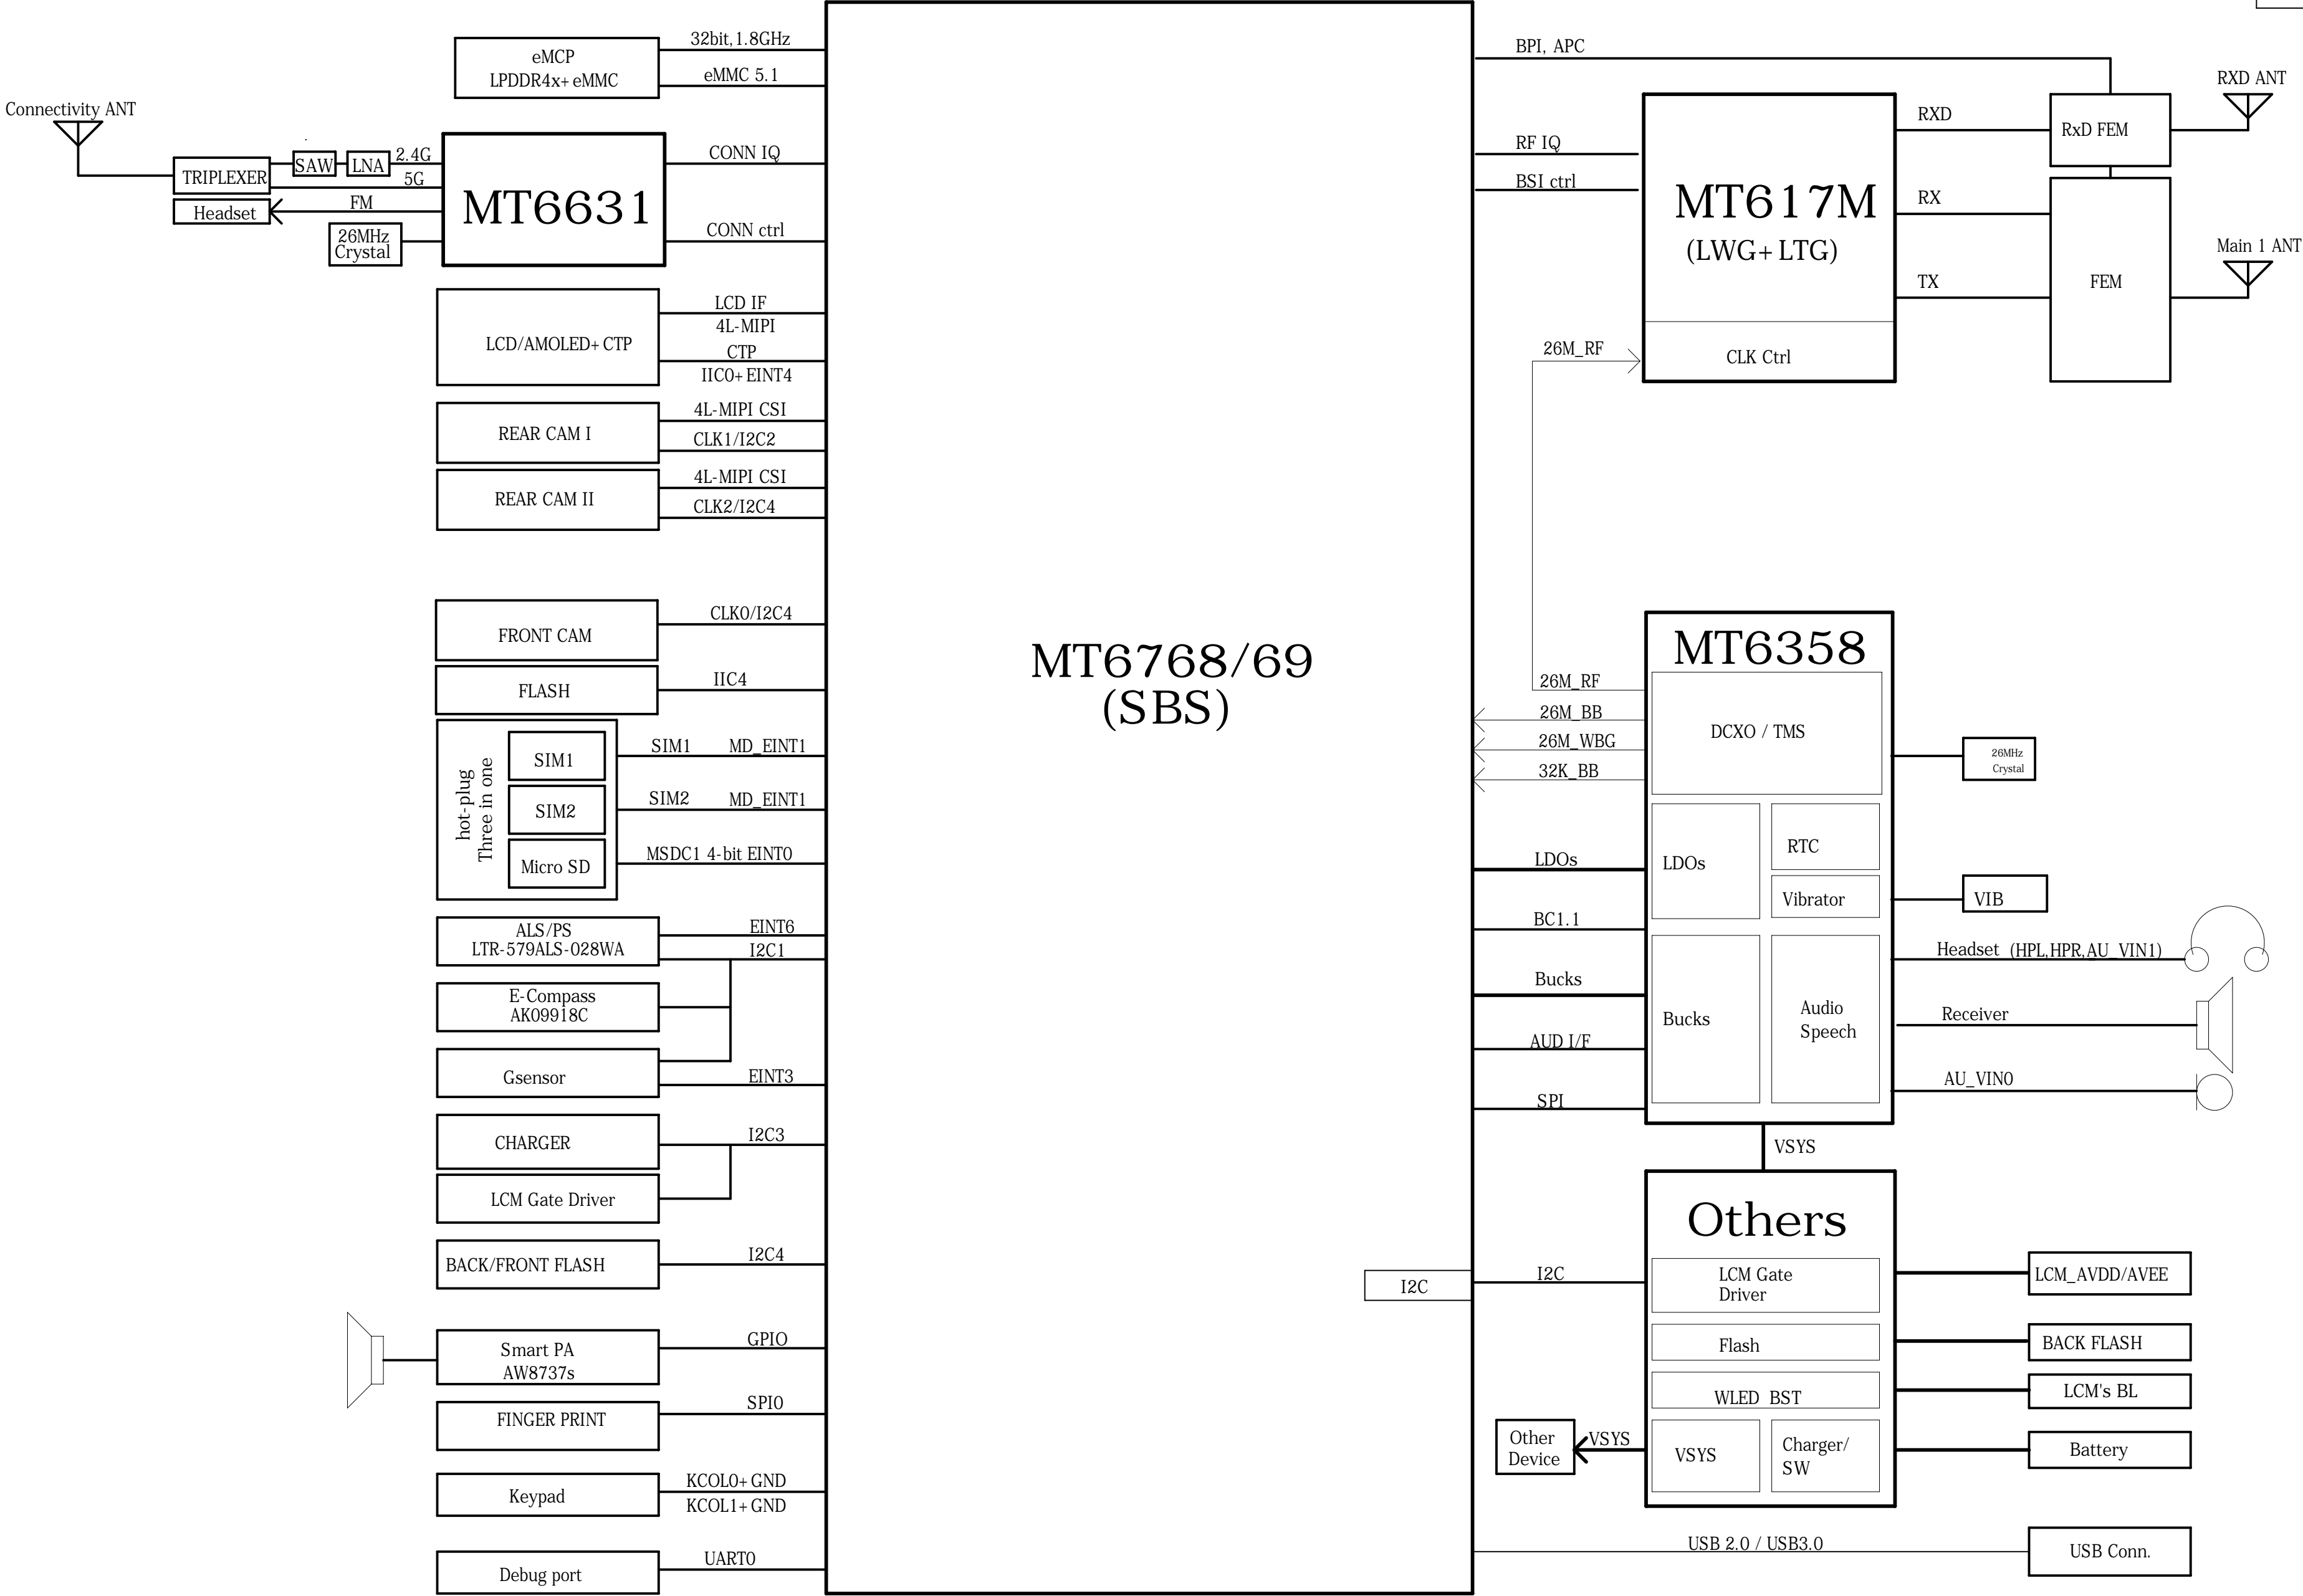 eMCP
LPDDR4x+eMMC
32bit,1.8GHz
eMMC 5.1
Connectivity ANT
TRIPLEXER
SAW
LNA
2.4G
5G
Headset
FM
26MHz
Crystal
MT6631
CONN IQ
CONN ctrl
LCD/AMOLED+CTP
LCD IF
4L-MIPI
CTP
IIC0+EINT4
REAR CAM I
4L-MIPI CSI
CLK1/I2C2
REAR CAM II
4L-MIPI CSI
CLK2/I2C4
FRONT CAM
CLK0/I2C4
FLASH
IIC4
hot-plug
Three in one
SIM1
SIM1 MD_EINT1
SIM2
SIM2 MD_EINT1
Micro SD
MSDC1 4-bit EINT0
ALS/PS
LTR-579ALS-028WA
EINT6
I2C1
E-Compass
AK09918C
Gsensor
EINT3
CHARGER
I2C3
LCM Gate Driver
BACK/FRONT FLASH
I2C4
Smart PA
AW8737s
GPIO
FINGER PRINT
SPI0
Keypad
KCOL0+GND
KCOL1+GND
Debug port
UART0
MT6768/69
(SBS)
I2C
BPI, APC
RF IQ
BSI ctrl
MT617M
(LWG+LTG)
CLK Ctrl
26M_RF
RXD
RX
TX
RxD FEM
FEM
RXD ANT
Main 1 ANT
MT6358
26M_RF
26M_BB
26M_WBG
32K_BB
DCXO / TMS
26MHz
Crystal
LDOs
LDOs
RTC
Vibrator
VIB
BC1.1
Bucks
Bucks
Audio
Speech
AUD I/F
SPI
Headset (HPL,HPR,AU_VIN1)
Receiver
AU_VIN0
VSYS
Others
I2C
LCM Gate
Driver
LCM_AVDD/AVEE
Flash
BACK FLASH
WLED BST
LCM's BL
Other
Device
VSYS
VSYS
Charger/
SW
Battery
USB 2.0 / USB3.0
USB Conn.